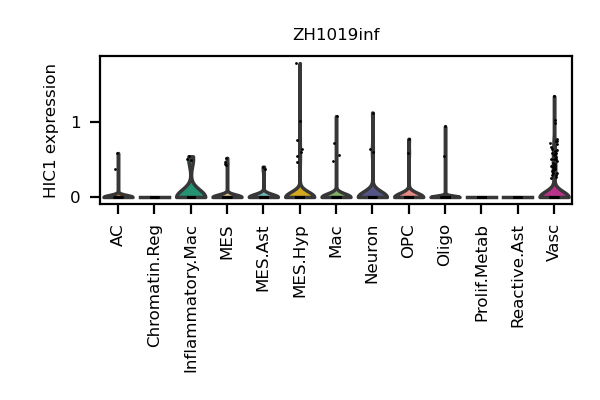 ZH1019inf
HIC1 expression
1
0
AC
Chromatin.Reg
Inflammatory.Mac
MES
MES.Ast
MES.Hyp
Mac
Neuron
OPC
Oligo
Prolif.Metab
Reactive.Ast
Vasc